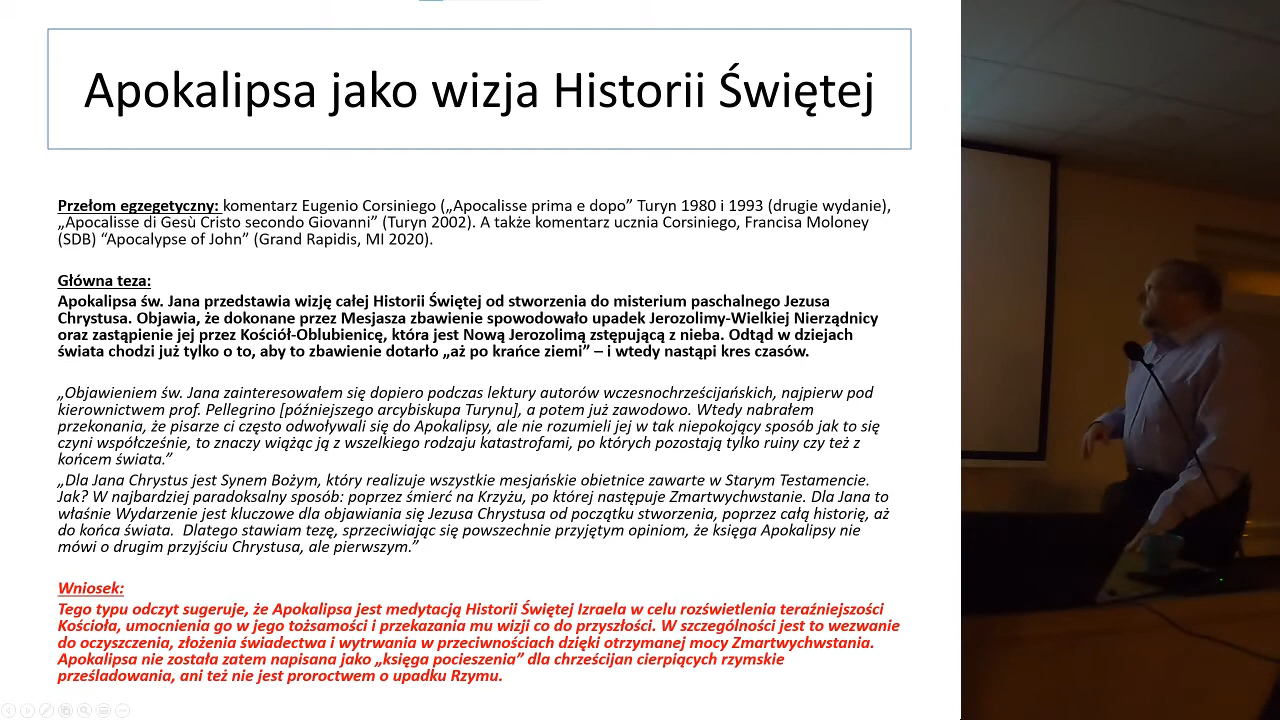 Apokalipsa jako wizja Historii Świętej
Przełom egzegetyczny: komentarz Eugenio Corsiniego („Apocalisse prima e dopo” Turyn 1980 i 1993 (drugie wydanie),
„Apocalisse di Gesù Cristo secondo Giovanni” (Turyn 2002). A także komentarz ucznia Corsiniego, Francisa Moloney
(SDB) “Apocalypse of John” (Grand Rapidis, MI 2020).
Główna teza:
Apokalipsa św. Jana przedstawia wizję całej Historii Świętej od stworzenia do misterium paschalnego Jezusa
Chrystusa. Objawia, że dokonane przez Mesjasza zbawienie spowodowało upadek Jerozolimy-Wielkiej Nierządnicy
oraz zastąpienie jej przez Kościół-Oblubienicę, która jest Nową Jerozolimą zstępującą z nieba. Odtąd w dziejach
świata chodzi już tylko o to, aby to zbawienie dotarło „aż po krańce ziemi” – i wtedy nastąpi kres czasów.
„Objawieniem św. Jana zainteresowałem się dopiero podczas lektury autorów wczesnochrześcijańskich, najpierw pod
kierownictwem prof. Pellegrino [późniejszego arcybiskupa Turynu], a potem już zawodowo. Wtedy nabrałem
przekonania, że pisarze ci często odwoływali się do Apokalipsy, ale nie rozumieli jej w tak niepokojący sposób jak to się
czyni współcześnie, to znaczy wiążąc ją z wszelkiego rodzaju katastrofami, po których pozostają tylko ruiny czy też z
końcem świata.”
„Dla Jana Chrystus jest Synem Bożym, który realizuje wszystkie mesjańskie obietnice zawarte w Starym Testamencie.
Jak? W najbardziej paradoksalny sposób: poprzez śmierć na Krzyżu, po której następuje Zmartwychwstanie. Dla Jana to
właśnie Wydarzenie jest kluczowe dla objawiania się Jezusa Chrystusa od początku stworzenia, poprzez całą historię, aż
do końca świata. Dlatego stawiam tezę, sprzeciwiając się powszechnie przyjętym opiniom, że księga Apokalipsy nie
mówi o drugim przyjściu Chrystusa, ale pierwszym.”
Wniosek:
Tego typu odczyt sugeruje, że Apokalipsa jest medytacją Historii Świętej Izraela w celu rozświetlenia teraźniejszości
Kościoła, umocnienia go w jego tożsamości i przekazania mu wizji co do przyszłości. W szczególności jest to wezwanie
do oczyszczenia, złożenia świadectwa i wytrwania w przeciwnościach dzięki otrzymanej mocy Zmartwychwstania.
Apokalipsa nie została zatem napisana jako „księga pocieszenia” dla chrześcijan cierpiących rzymskie
prześladowania, ani też nie jest proroctwem o upadku Rzymu.